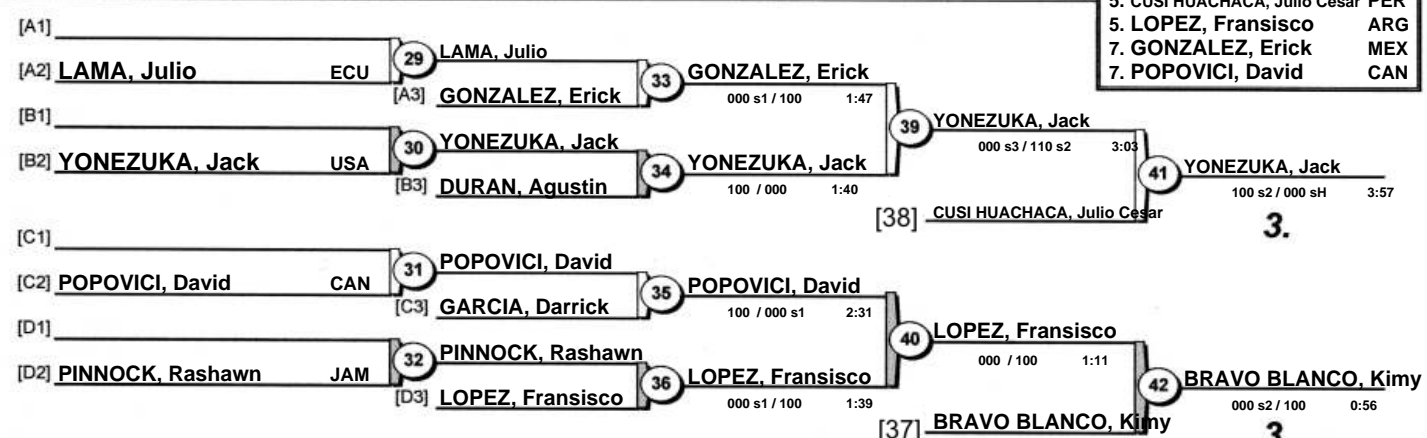 5. CUSI HUACHACA, Julio Cesar PER
5. LOPEZ, Fransisco ARG
7. GONZALEZ, Erick MEX
7. POPOVICI, David CAN
[A1]
[A2] LAMA, Julio ECU
29 LAMA, Julio
[A3] GONZALEZ, Erick
33 GONZALEZ, Erick
000 s1 / 100 1:47
[B1]
[B2] YONEZUKA, Jack USA
30 YONEZUKA, Jack
[B3] DURAN, Agustin
34 YONEZUKA, Jack
100 / 000 1:40
39 YONEZUKA, Jack
000 s3 / 110 s2 3:03
[38] CUSI HUACHACA, Julio Cesar
41 YONEZUKA, Jack
100 s2 / 000 sH 3:57
3.
[C1]
[C2] POPOVICI, David CAN
31 POPOVICI, David
[C3] GARCIA, Darrick
35 POPOVICI, David
100 / 000 s1 2:31
[D1]
[D2] PINNOCK, Rashawn JAM
32 PINNOCK, Rashawn
[D3] LOPEZ, Fransisco
36 LOPEZ, Fransisco
000 s1 / 100 1:39
40 LOPEZ, Fransisco
000 / 100 1:11
[37] BRAVO BLANCO, Kimy
42 BRAVO BLANCO, Kimy
000 s2 / 100 0:56
3